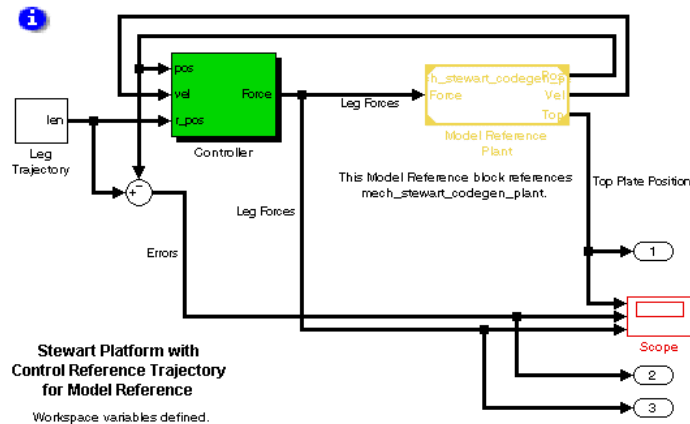 i
pos
vel
r_pos
Force
Controller
len
Leg
Trajectory
Leg Forces
h_stewart_codegen_p
Force
Pos
Vel
Top
Model Reference
Plant
This Model Reference block references
mech_stewart_codegen_plant.
Top Plate Position
Leg Forces
Errors
1
Scope
2
3
Stewart Platform with
Control Reference Trajectory
for Model Reference
Workspace variables defined.